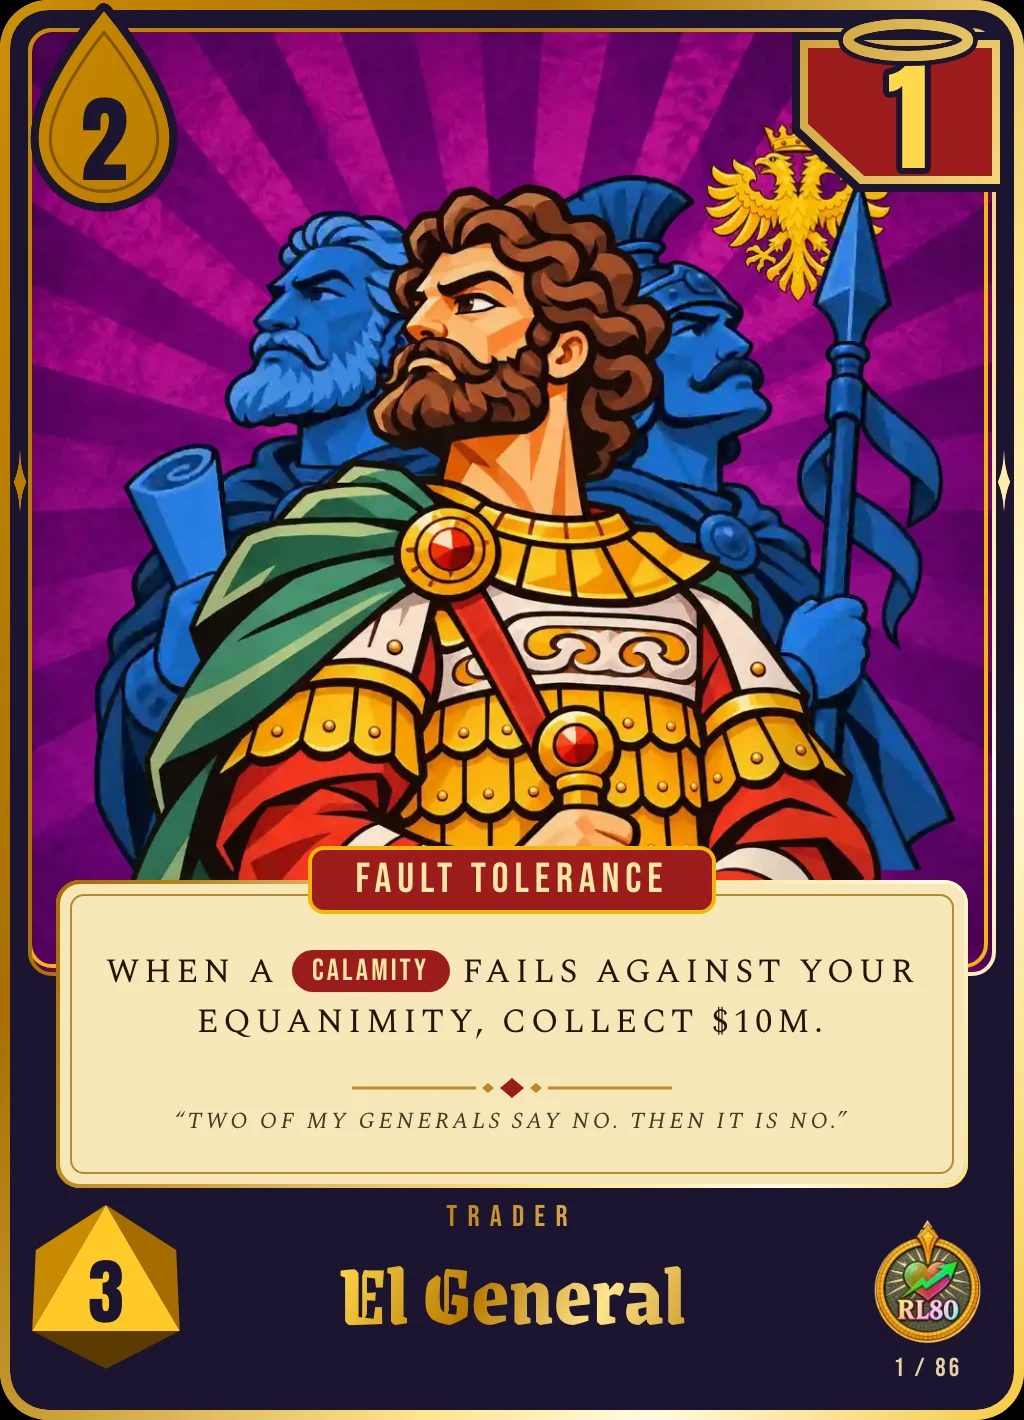 2
1
FAULT TOLERANCE
WHEN A CALAMITY FAILS AGAINST YOUR
EQUANIMITY, COLLECT $10M.
“TWO OF MY GENERALS SAY NO. THEN IT IS NO.”
TRADER
3
El General
RL80
1 / 86